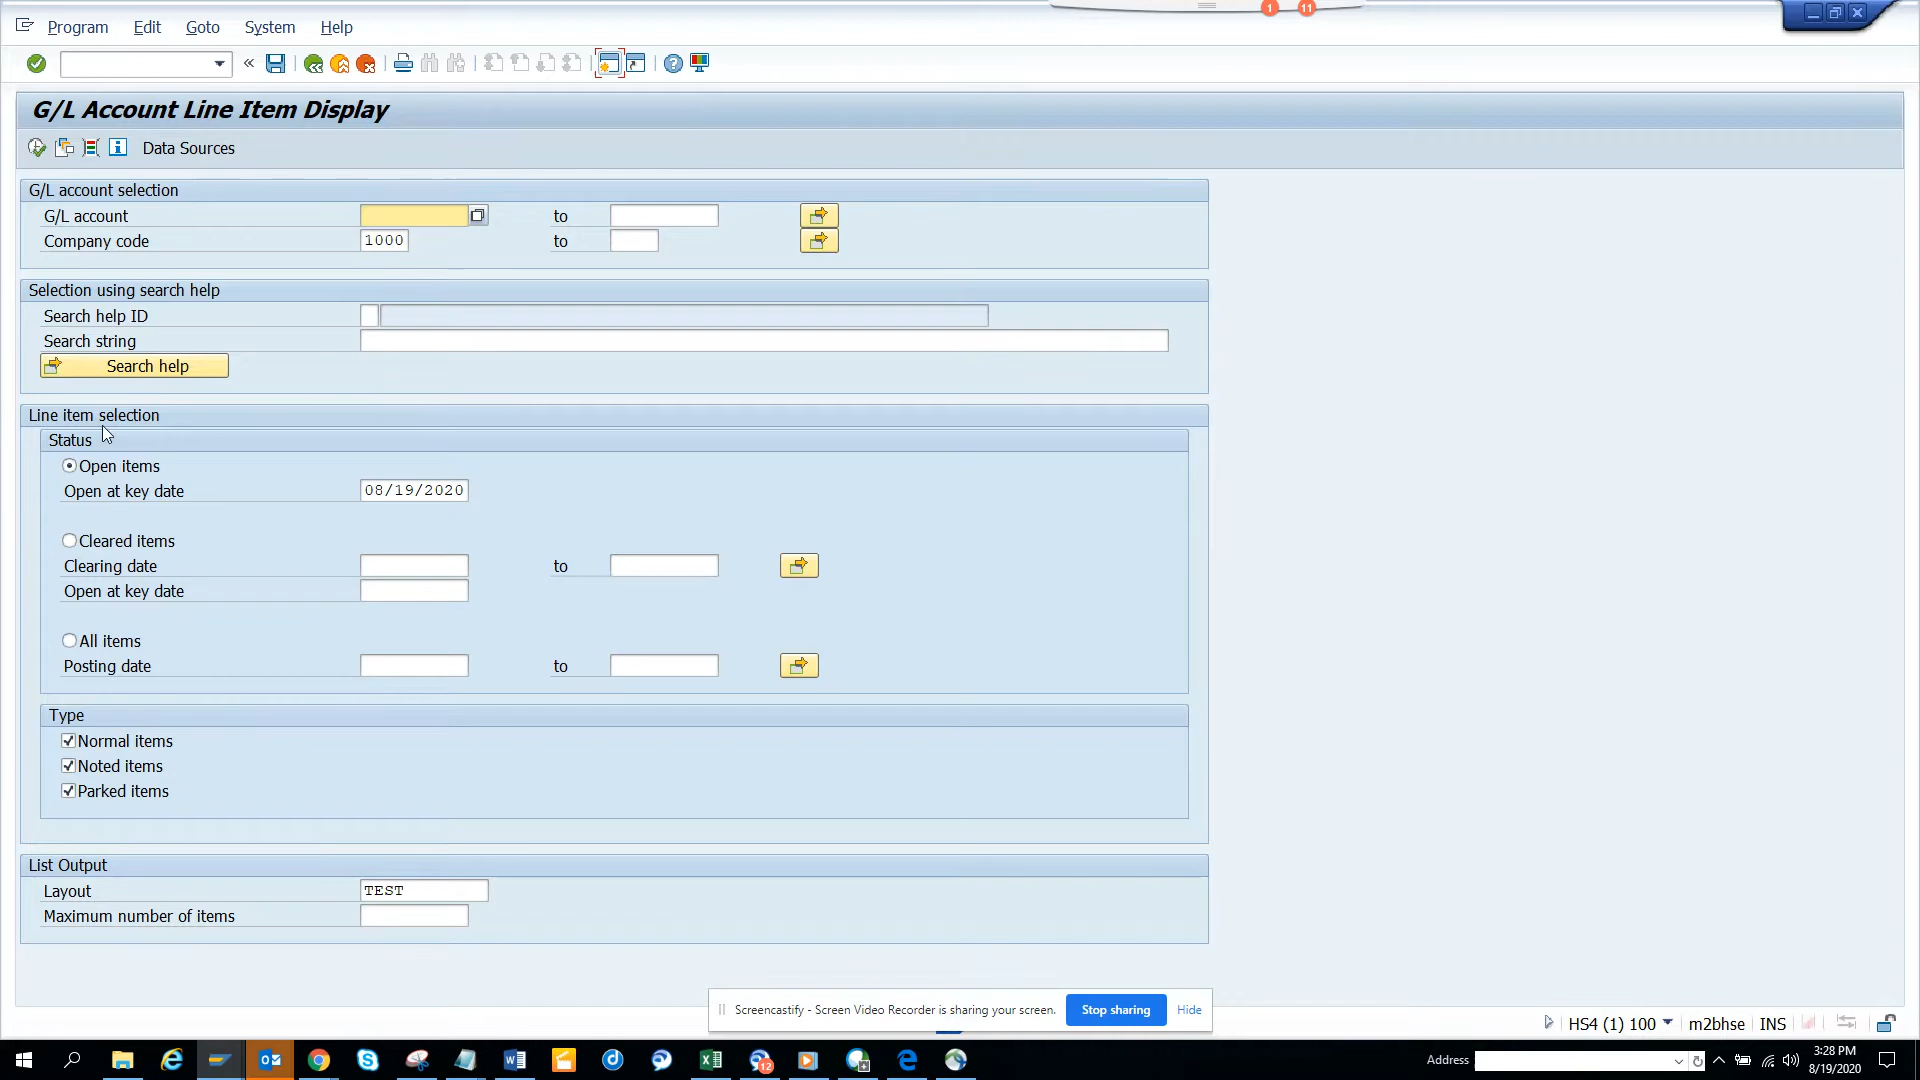 1 11
Program Edit Goto System Help
G/L Account Line Item Display
Data Sources
G/L account selection
G/L account to
Company code 1000 to
Selection using search help
Search help ID
Search string
Search help
Line item selection
Status
Open items
Open at key date 08/19/2020
Cleared items
Clearing date to
Open at key date
All items
Posting date to
Type
Normal items
Noted items
Parked items
List Output
Layout TEST
Maximum number of items
Screencastify - Screen Video Recorder is sharing your screen. Stop sharing Hide
HS4 (1) 100 m2bhse INS
12
Address
3:28 PM
8/19/2020